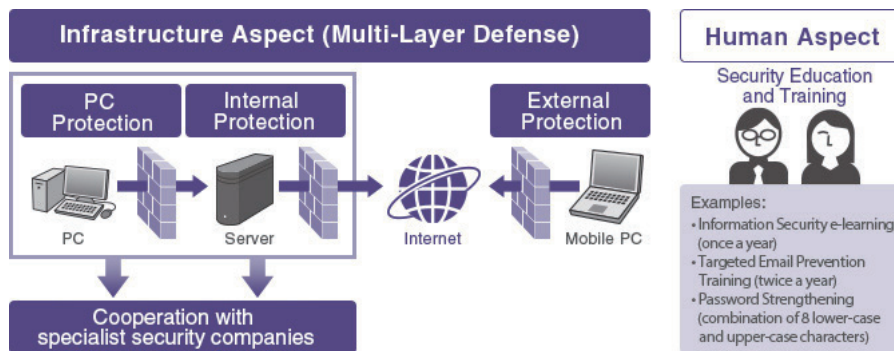 Infrastructure Aspect (Multi-Layer Defense)
PC
Protection
Internal
Protection
External
Protection
PC
Server
Internet
Mobile PC
Cooperation with
specialist security companies
Human Aspect
Security Education
and Training
Examples:
• Information Security e-learning
(once a year)
• Targeted Email Prevention
Training (twice a year)
• Password Strengthening
(combination of 8 lower-case
and upper-case characters)